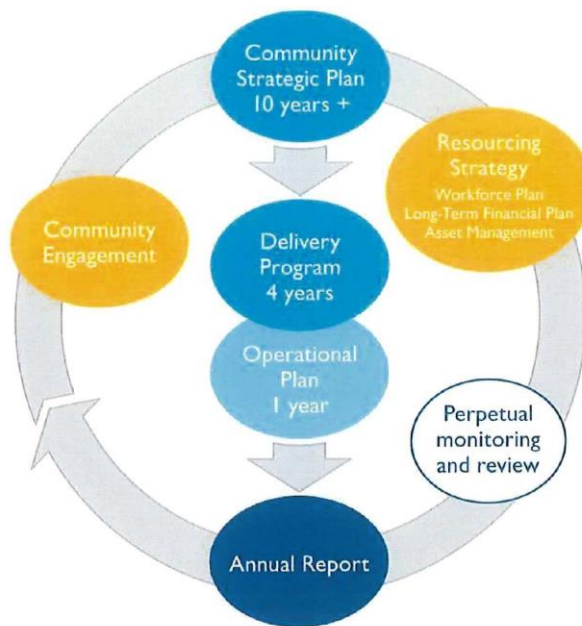 Community
Strategic Plan
10 years +
Resourcing
Strategy
Workforce Plan
Long-Term Financial Plan
Asset Management
Community
Engagement
Delivery
Program
4 years
Operational
Plan
1 year
Perpetual
monitoring
and review
Annual Report